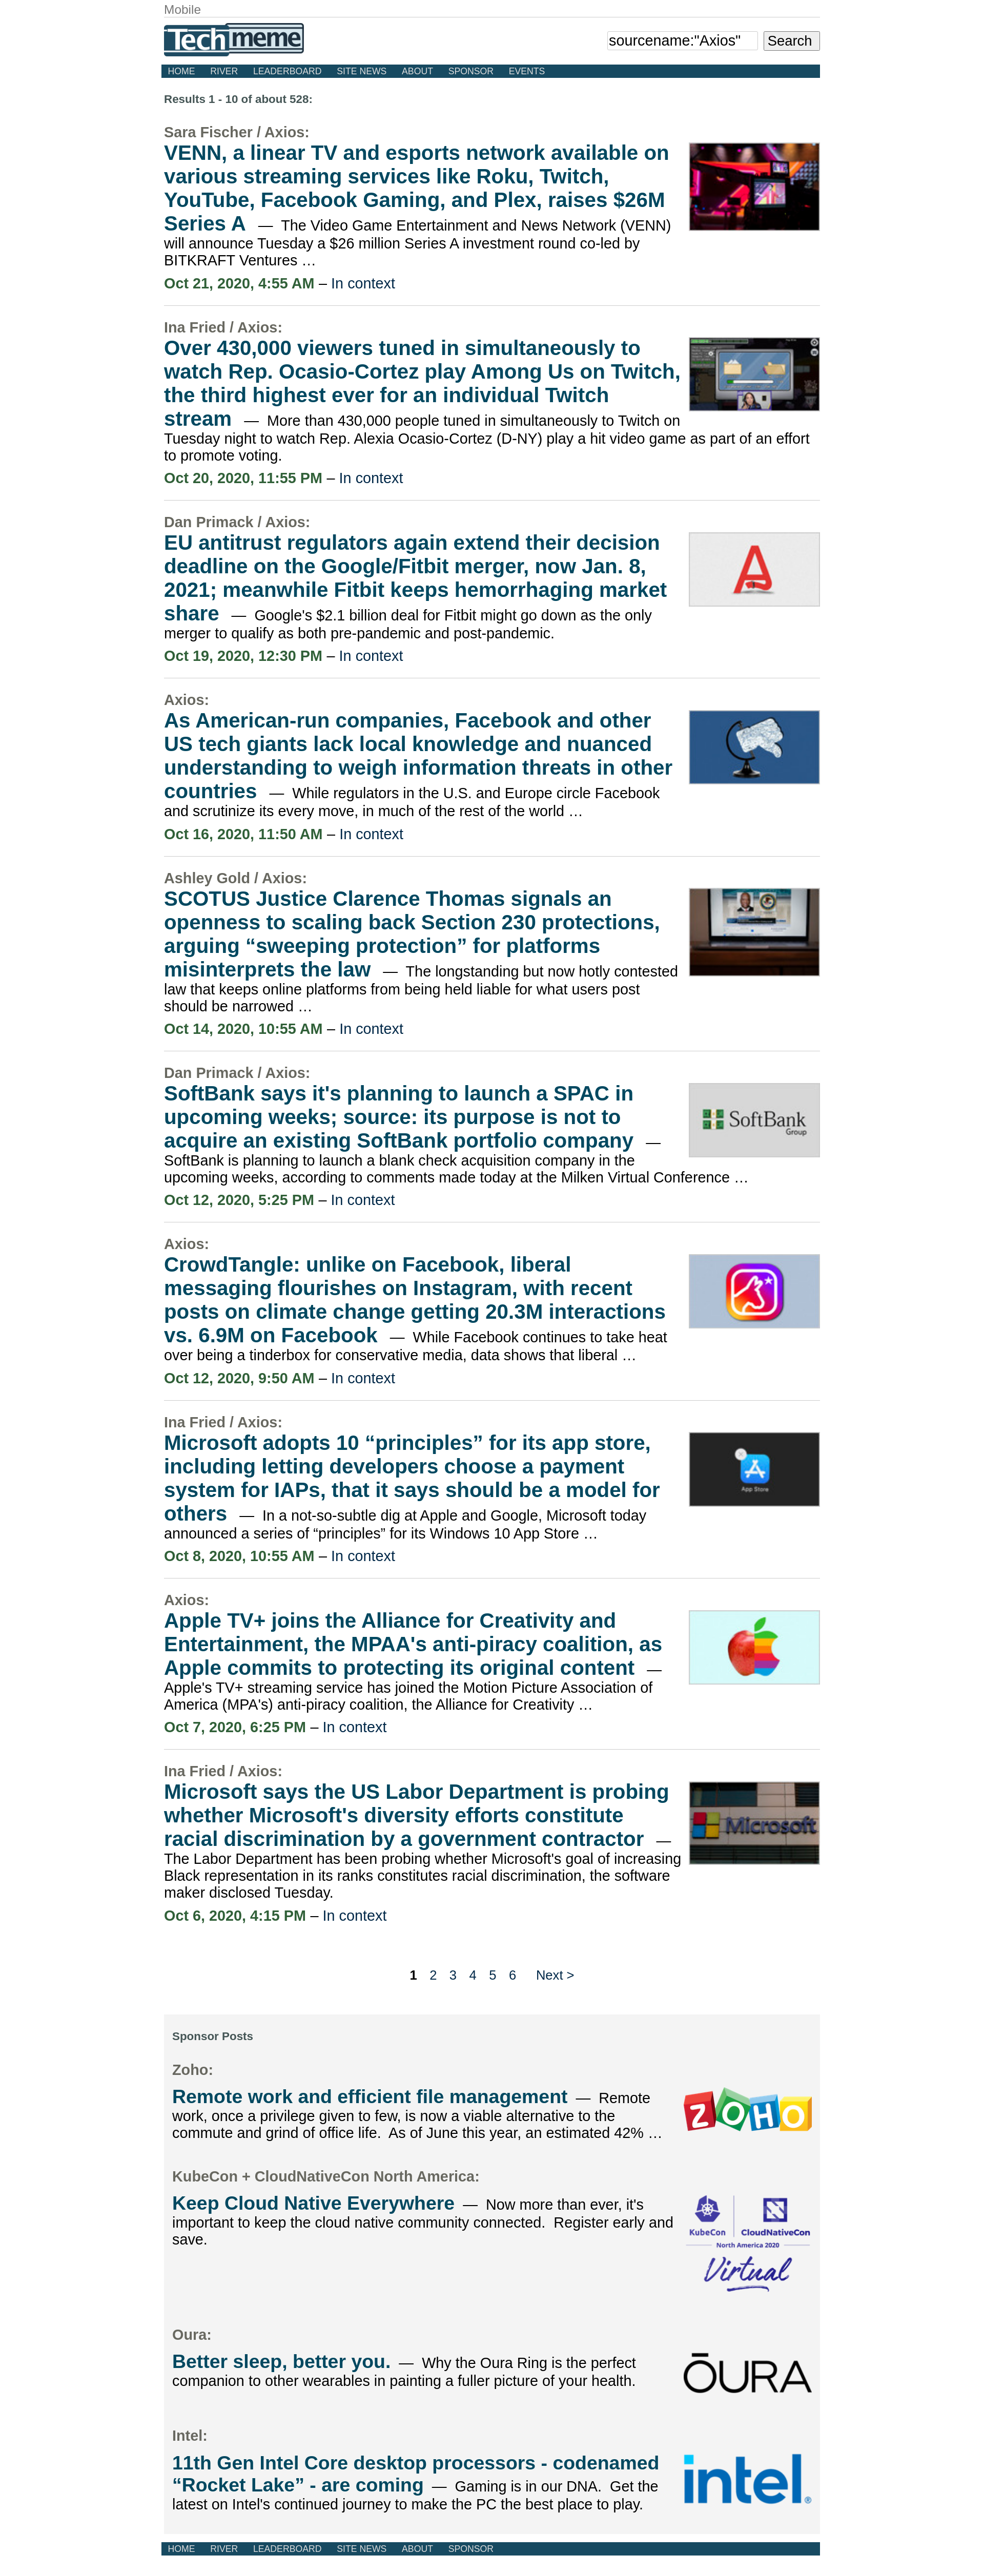 Mobile
Techmeme
sourcename:"Axios" Search
HOME RIVER LEADERBOARD SITE NEWS ABOUT SPONSOR EVENTS
Results 1 - 10 of about 528:
Sara Fischer / Axios:
VENN, a linear TV and esports network available on
various streaming services like Roku, Twitch,
YouTube, Facebook Gaming, and Plex, raises $26M
Series A — The Video Game Entertainment and News Network (VENN)
will announce Tuesday a $26 million Series A investment round co-led by
BITKRAFT Ventures …
Oct 21, 2020, 4:55 AM – In context
Ina Fried / Axios:
Over 430,000 viewers tuned in simultaneously to
watch Rep. Ocasio-Cortez play Among Us on Twitch,
the third highest ever for an individual Twitch
stream — More than 430,000 people tuned in simultaneously to Twitch on
Tuesday night to watch Rep. Alexia Ocasio-Cortez (D-NY) play a hit video game as part of an effort
to promote voting.
Oct 20, 2020, 11:55 PM – In context
Dan Primack / Axios:
EU antitrust regulators again extend their decision
deadline on the Google/Fitbit merger, now Jan. 8,
2021; meanwhile Fitbit keeps hemorrhaging market
share — Google's $2.1 billion deal for Fitbit might go down as the only
merger to qualify as both pre-pandemic and post-pandemic.
Oct 19, 2020, 12:30 PM – In context
Axios:
As American-run companies, Facebook and other
US tech giants lack local knowledge and nuanced
understanding to weigh information threats in other
countries — While regulators in the U.S. and Europe circle Facebook
and scrutinize its every move, in much of the rest of the world …
Oct 16, 2020, 11:50 AM – In context
Ashley Gold / Axios:
SCOTUS Justice Clarence Thomas signals an
openness to scaling back Section 230 protections,
arguing “sweeping protection” for platforms
misinterprets the law — The longstanding but now hotly contested
law that keeps online platforms from being held liable for what users post
should be narrowed …
Oct 14, 2020, 10:55 AM – In context
Dan Primack / Axios:
SoftBank says it's planning to launch a SPAC in
upcoming weeks; source: its purpose is not to
acquire an existing SoftBank portfolio company —
SoftBank is planning to launch a blank check acquisition company in the
upcoming weeks, according to comments made today at the Milken Virtual Conference …
SoftBank
Group
Oct 12, 2020, 5:25 PM – In context
Axios:
CrowdTangle: unlike on Facebook, liberal
messaging flourishes on Instagram, with recent
posts on climate change getting 20.3M interactions
vs. 6.9M on Facebook — While Facebook continues to take heat
over being a tinderbox for conservative media, data shows that liberal …
Oct 12, 2020, 9:50 AM – In context
Ina Fried / Axios:
Microsoft adopts 10 “principles” for its app store,
including letting developers choose a payment
system for IAPs, that it says should be a model for
others — In a not-so-subtle dig at Apple and Google, Microsoft today
announced a series of “principles” for its Windows 10 App Store …
App Store
Oct 8, 2020, 10:55 AM – In context
Axios:
Apple TV+ joins the Alliance for Creativity and
Entertainment, the MPAA's anti-piracy coalition, as
Apple commits to protecting its original content —
Apple's TV+ streaming service has joined the Motion Picture Association of
America (MPA's) anti-piracy coalition, the Alliance for Creativity …
Oct 7, 2020, 6:25 PM – In context
Ina Fried / Axios:
Microsoft says the US Labor Department is probing
whether Microsoft's diversity efforts constitute
racial discrimination by a government contractor —
The Labor Department has been probing whether Microsoft's goal of increasing
Black representation in its ranks constitutes racial discrimination, the software
maker disclosed Tuesday.
Microsoft
Oct 6, 2020, 4:15 PM – In context
1 2 3 4 5 6 Next >
Sponsor Posts
Zoho:
Remote work and efficient file management — Remote
work, once a privilege given to few, is now a viable alternative to the
commute and grind of office life. As of June this year, an estimated 42% …
ZOHO
KubeCon + CloudNativeCon North America:
Keep Cloud Native Everywhere — Now more than ever, it's
important to keep the cloud native community connected. Register early and
save.
KubeCon CloudNativeCon
North America 2020
Virtual
Oura:
Better sleep, better you. — Why the Oura Ring is the perfect
companion to other wearables in painting a fuller picture of your health.
ŌURA
Intel:
11th Gen Intel Core desktop processors - codenamed
“Rocket Lake” - are coming — Gaming is in our DNA. Get the
latest on Intel's continued journey to make the PC the best place to play.
intel®
HOME RIVER LEADERBOARD SITE NEWS ABOUT SPONSOR